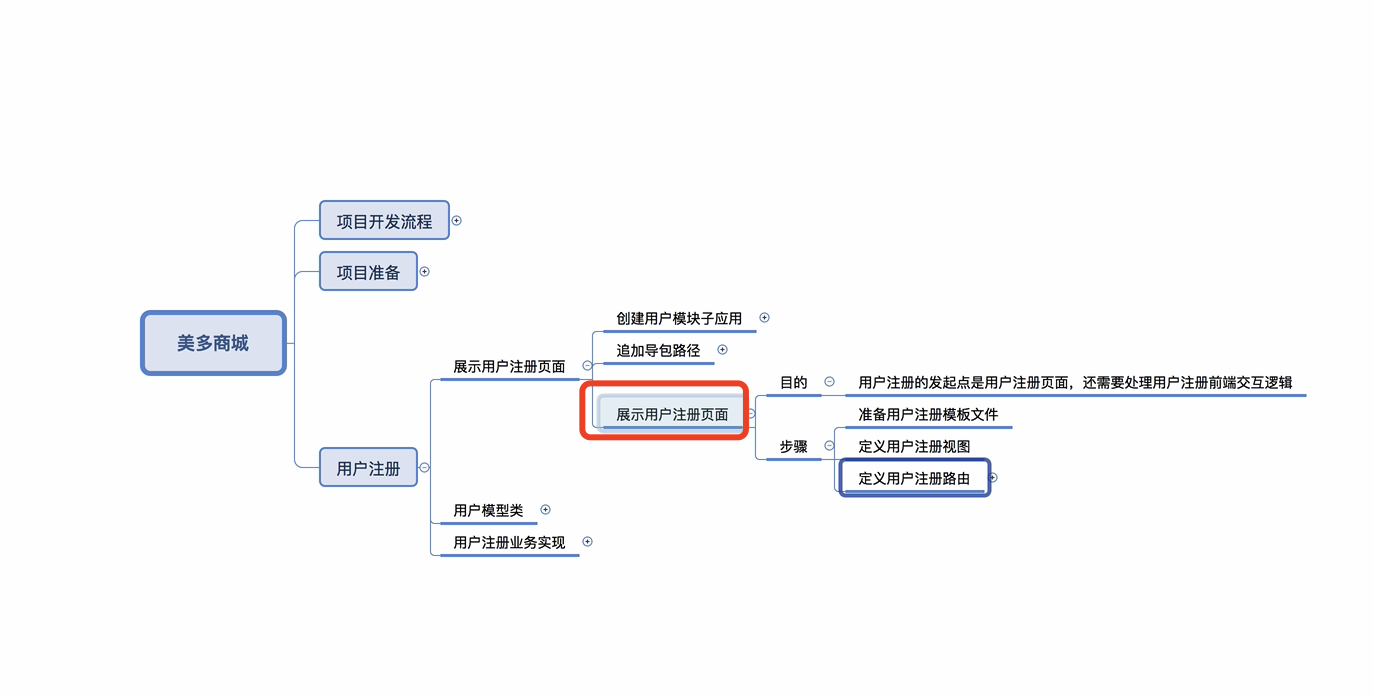 项目开发流程
项目准备
美多商城
用户注册
展示用户注册页面
创建用户模块子应用
追加导包路径
展示用户注册页面
目的
用户注册的发起点是用户注册页面，还需要处理用户注册前端交互逻辑
步骤
准备用户注册模板文件
定义用户注册视图
定义用户注册路由
用户模型类
用户注册业务实现